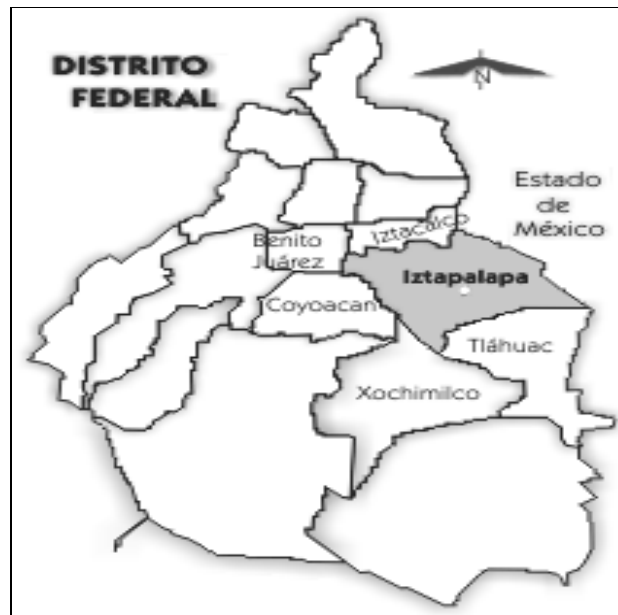 DISTRITO
FEDERAL
N
Estado
de
México
Iztacalco
Benito
Juárez
Iztapalapa
Coyoacan
Tláhuac
Xochimilco